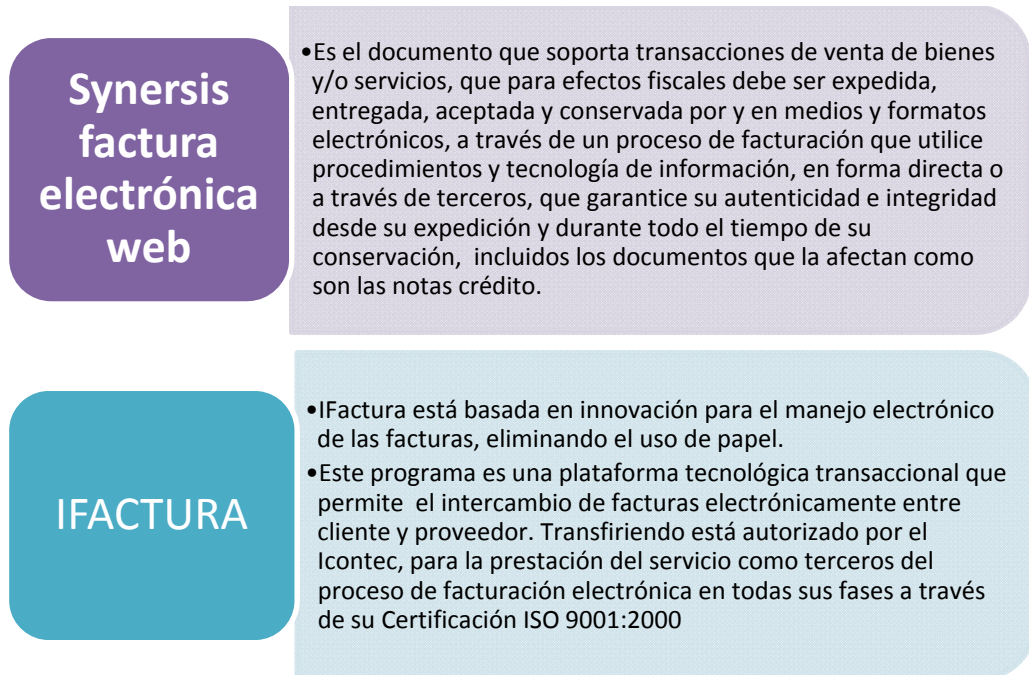 Synersis
factura
electrónica
web
•Es el documento que soporta transacciones de venta de bienes
y/o servicios, que para efectos fiscales debe ser expedida,
entregada, aceptada y conservada por y en medios y formatos
electrónicos, a través de un proceso de facturación que utilice
procedimientos y tecnología de información, en forma directa o
a través de terceros, que garantice su autenticidad e integridad
desde su expedición y durante todo el tiempo de su
conservación, incluidos los documentos que la afectan como
son las notas crédito.
IFACTURA
•IFactura está basada en innovación para el manejo electrónico
de las facturas, eliminando el uso de papel.
•Este programa es una plataforma tecnológica transaccional que
permite el intercambio de facturas electrónicamente entre
cliente y proveedor. Transfiriendo está autorizado por el
Icontec, para la prestación del servicio como terceros del
proceso de facturación electrónica en todas sus fases a través
de su Certificación ISO 9001:2000